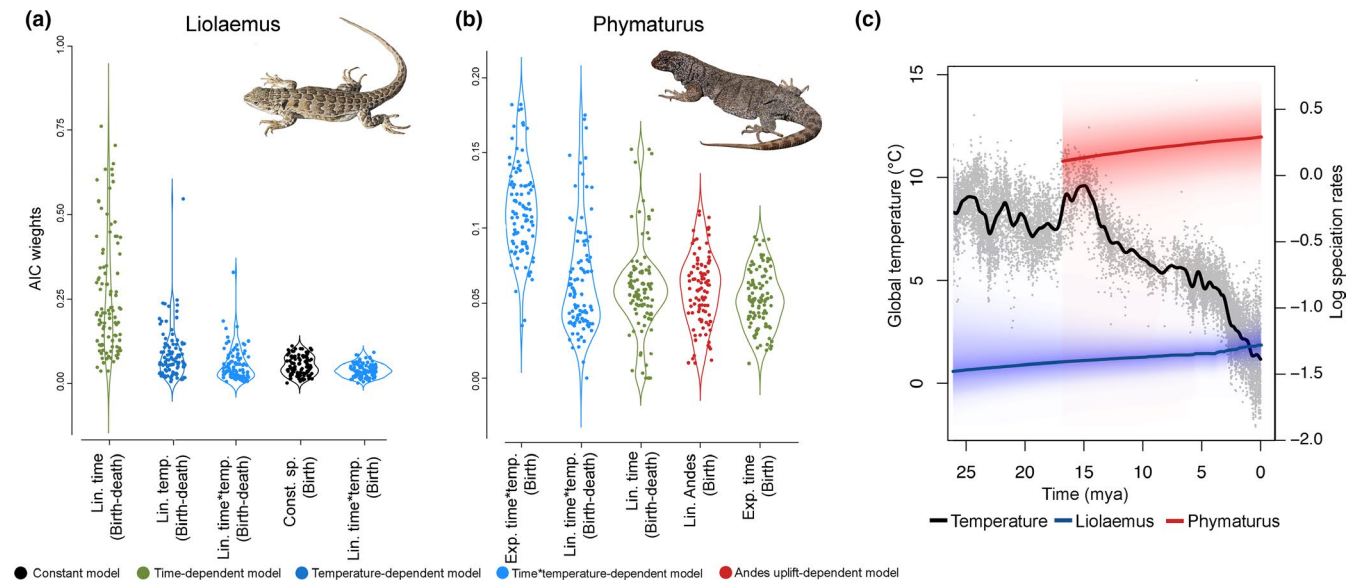 (a)
Liolaemus
AIC wieghts
1.00
0.75
0.50
0.25
0.00
Lin. time
(Birth-death)
Lin. temp.
(Birth-death)
Lin. time*temp.
(Birth-death)
Const. sp.
(Birth)
Lin. time*temp.
(Birth)
(b)
Phymaturus
0.20
0.15
0.1
0.05
0.00
Exp. time*temp.
(Birth)
Lin. time*temp.
(Birth-death)
Lin. time
(Birth-death)
Lin. Andes
(Birth)
Exp. time
(Birth)
(c)
Global temperature (°C)
15
10
5
0
Log speciation rates
0.5
0.0
−0.5
−1.0
−1.5
−2.0
25 20 15 10 5 0
Time (mya)
Temperature Liolaemus Phymaturus
Constant model Time-dependent model Temperature-dependent model Time*temperature-dependent model Andes uplift-dependent model